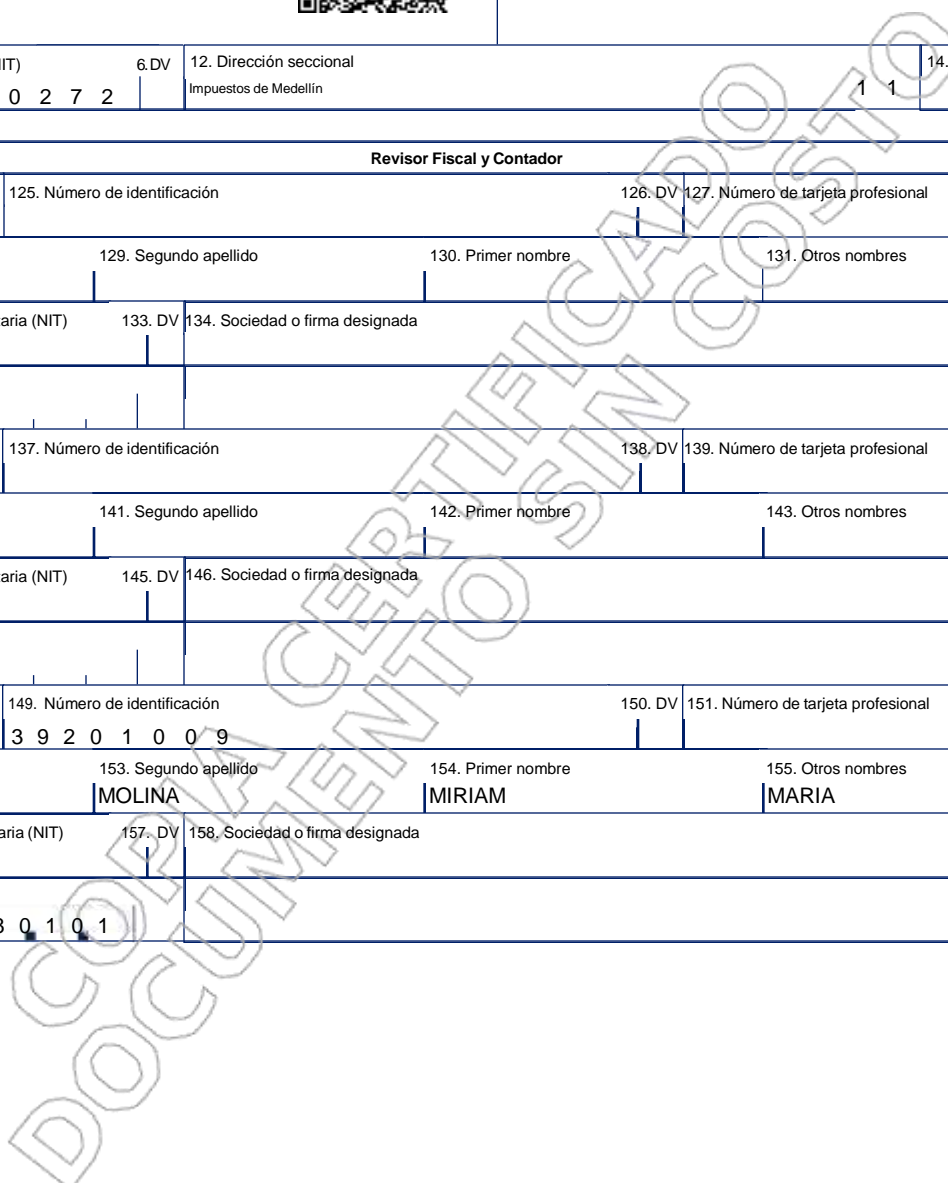 IIT) 6. DV 12. Dirección seccional 14.
0 2 7 2 Impuestos de Medellín 1 1
Revisor Fiscal y Contador
125. Número de identificación 126. DV 127. Número de tarjeta profesional
129. Segundo apellido 130. Primer nombre 131. Otros nombres
taria (NIT) 133. DV 134. Sociedad o firma designada
137. Número de identificación 138. DV 139. Número de tarjeta profesional
141. Segundo apellido 142. Primer nombre 143. Otros nombres
taria (NIT) 145. DV 146. Sociedad o firma designada
149. Número de identificación 150. DV 151. Número de tarjeta profesional
3 9 2 0 1 0 0 9
153. Segundo apellido 154. Primer nombre 155. Otros nombres
MOLINA MIRIAM MARIA
aria (NIT) 157. DV 158. Sociedad o firma designada
3 0 1 0 1
COPIA CERTIFICADO
DOCUMENTO SIN COSTO